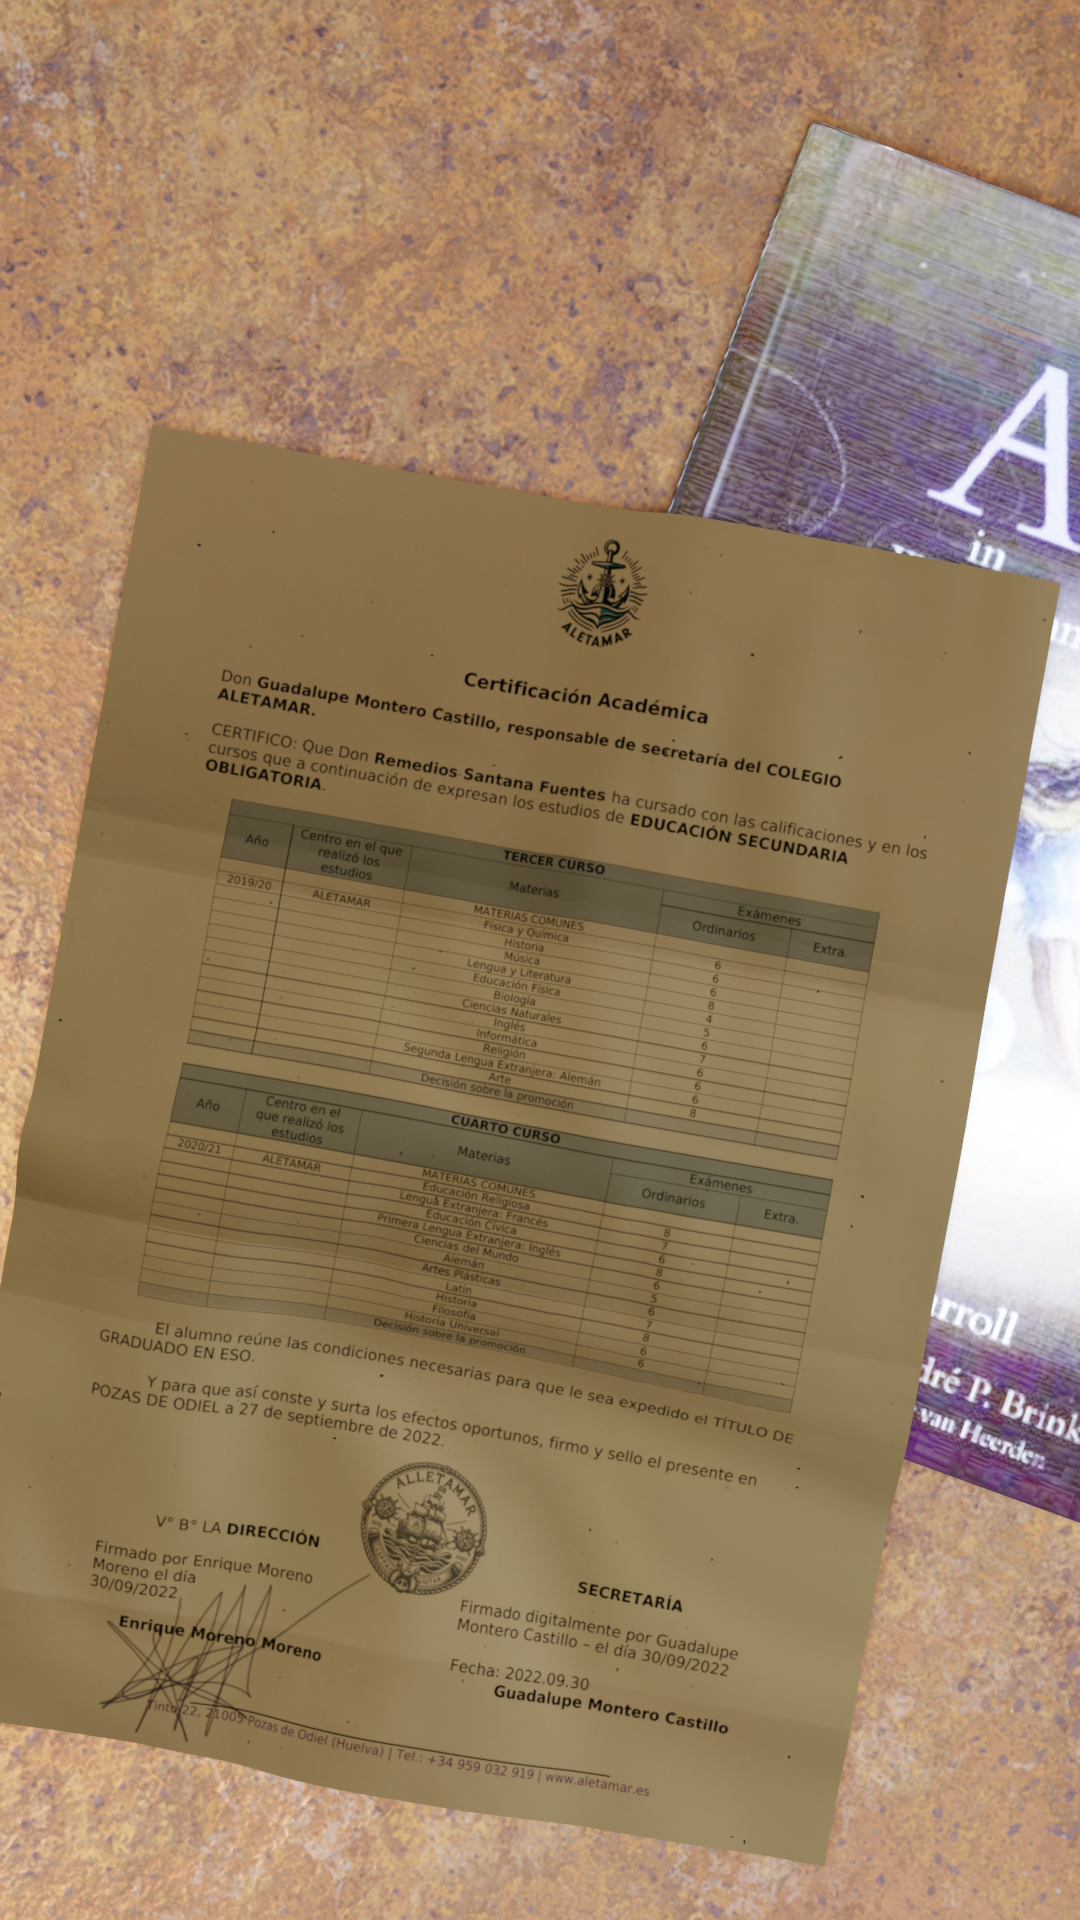 A
in
ALETAMAR
Certificación Académica
Don Guadalupe Montero Castillo, responsable de secretaría del COLEGIO
ALETAMAR.
CERTIFICO: Que Don Remedios Santana Fuentes ha cursado con las calificaciones y en los
cursos que a continuación de expresan los estudios de EDUCACIÓN SECUNDARIA
OBLIGATORIA.
TERCER CURSO
Año
Centro en el que
realizó los
estudios
Materias
Exámenes
Ordinarios
Extra.
2019/20 ALETAMAR MATERIAS COMUNES
Física y Química 6
Historia 6
Música 6
Lengua y Literatura 8
Educación Física 4
Biología 5
Ciencias Naturales 6
Inglés 7
Informática 6
Religión 6
Segunda Lengua Extranjera: Alemán 6
Arte 8
Decisión sobre la promoción
CUARTO CURSO
Año
Centro en el
que realizó los
estudios
Materias
Exámenes
Ordinarios
Extra.
2020/21 ALETAMAR MATERIAS COMUNES
Educación Religiosa 8
Lengua Extranjera: Francés 7
Educación Cívica 6
Primera Lengua Extranjera: Inglés 8
Ciencias del Mundo 6
Alemán 5
Artes Plásticas 6
Latín 7
Historia 8
Filosofía 6
Historia Universal 6
Decisión sobre la promoción
El alumno reúne las condiciones necesarias para que le sea expedido el TÍTULO DE
GRADUADO EN ESO.
Y para que así conste y surta los efectos oportunos, firmo y sello el presente en
POZAS DE ODIEL a 27 de septiembre de 2022.
ALLETAMAR
V° B° LA DIRECCIÓN
Firmado por Enrique Moreno
Moreno el día
30/09/2022
Enrique Moreno Moreno
SECRETARÍA
Firmado digitalmente por Guadalupe
Montero Castillo – el día 30/09/2022
Fecha: 2022.09.30
Guadalupe Montero Castillo
Tinto 22, 21005 Pozas de Odiel (Huelva) | Tel.: +34 959 032 919 | www.aletamar.es
arroll
dré P. Brink
van Heerden